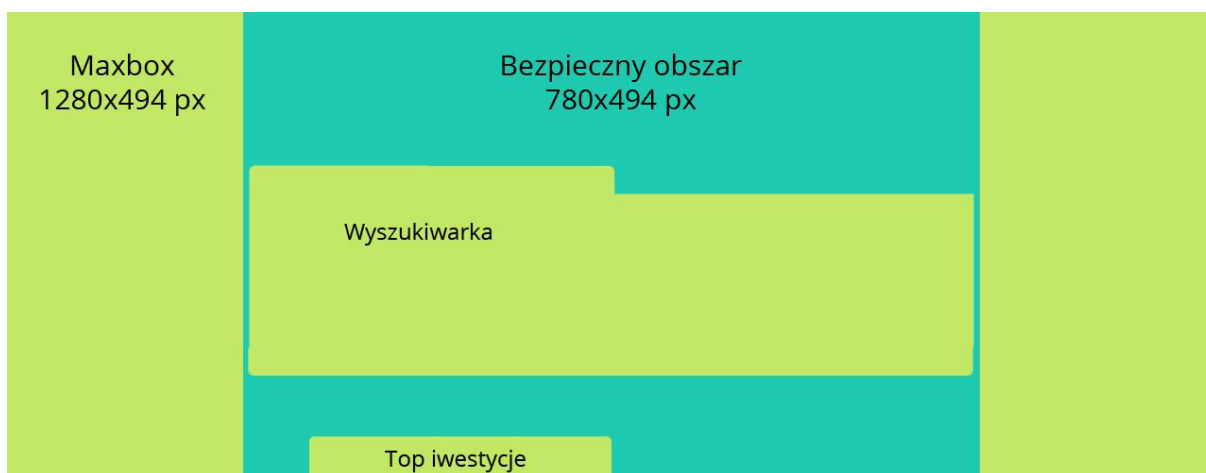 Maxbox
1280x494 px
Bezpieczny obszar
780x494 px
Wyszukiwarka
Top iwestycje